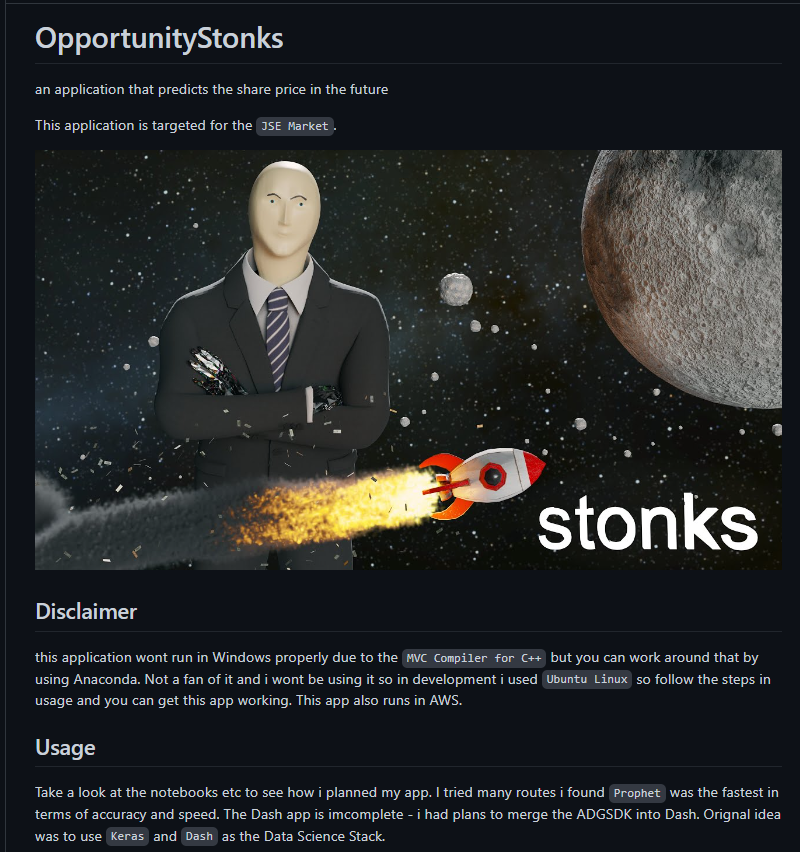 OpportunityStonks
an application that predicts the share price in the future
This application is targeted for the JSE Market.
stonks
Disclaimer
this application wont run in Windows properly due to the MVC Compiler for C++ but you can work around that by
using Anaconda. Not a fan of it and i wont be using it so in development i used Ubuntu Linux so follow the steps in
usage and you can get this app working. This app also runs in AWS.
Usage
Take a look at the notebooks etc to see how i planned my app. I tried many routes i found Prophet was the fastest in
terms of accuracy and speed. The Dash app is imcomplete - i had plans to merge the ADGSDK into Dash. Orignal idea
was to use Keras and Dash as the Data Science Stack.